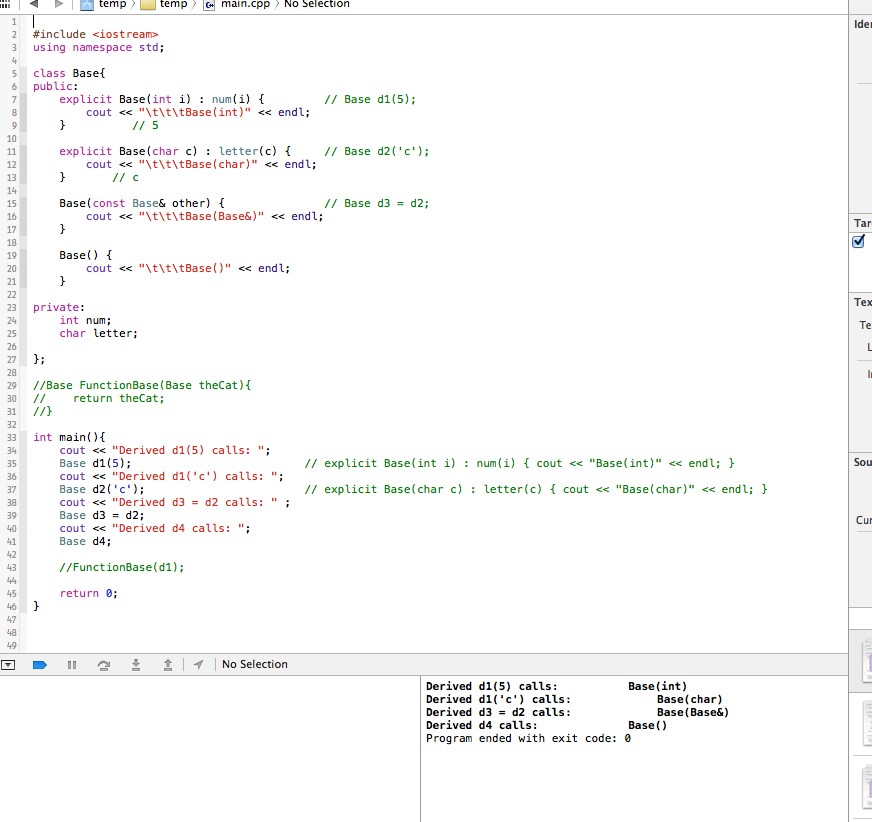 temp › temp › main.cpp › No Selection
1
2 #include <iostream>
3 using namespace std;
4
5 class Base{
6 public:
7 explicit Base(int i) : num(i) { // Base d1(5);
8 cout << "\t\t\tBase(int)" << endl;
9 } // 5
10
11 explicit Base(char c) : letter(c) { // Base d2('c');
12 cout << "\t\t\tBase(char)" << endl;
13 } // c
14
15 Base(const Base& other) { // Base d3 = d2;
16 cout << "\t\t\tBase(Base&)" << endl;
17 }
18
19 Base() {
20 cout << "\t\t\tBase()" << endl;
21 }
22
23 private:
24 int num;
25 char letter;
26
27 };
28
29 //Base FunctionBase(Base theCat){
30 // return theCat;
31 //}
32
33 int main(){
34 cout << "Derived d1(5) calls: ";
35 Base d1(5); // explicit Base(int i) : num(i) { cout << "Base(int)" << endl; }
36 cout << "Derived d1('c') calls: ";
37 Base d2('c'); // explicit Base(char c) : letter(c) { cout << "Base(char)" << endl; }
38 cout << "Derived d3 = d2 calls: " ;
39 Base d3 = d2;
40 cout << "Derived d4 calls: ";
41 Base d4;
42
43 //FunctionBase(d1);
44
45 return 0;
46 }
47
48
49
Iden
Tar
Tex
Te
L
In
Sou
Cur
No Selection
Derived d1(5) calls: Base(int)
Derived d1('c') calls: Base(char)
Derived d3 = d2 calls: Base(Base&)
Derived d4 calls: Base()
Program ended with exit code: 0